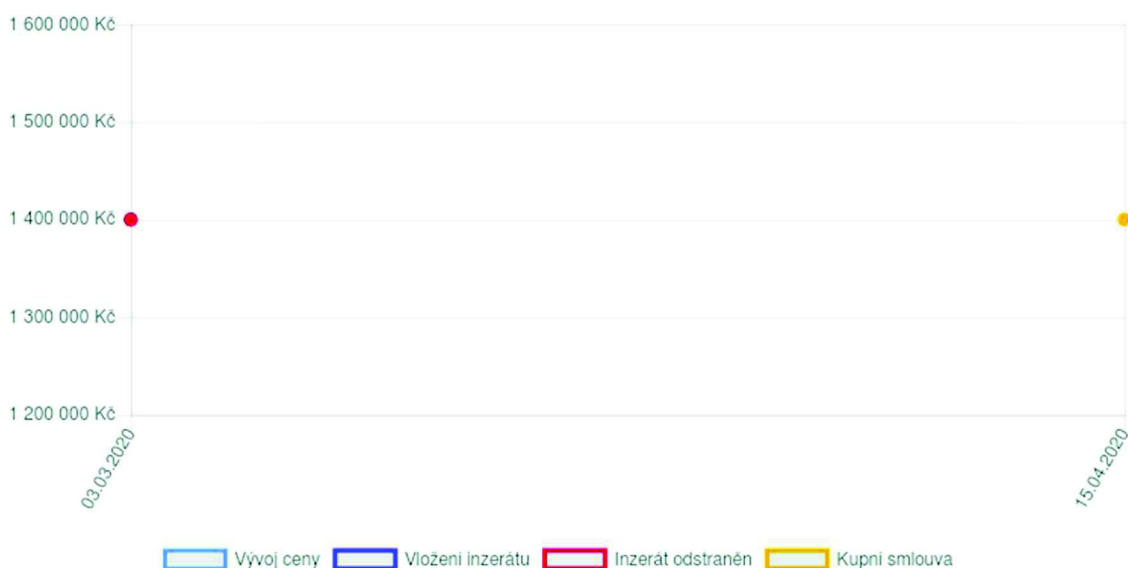 1 600 000 Kč
1 500 000 Kč
1 400 000 Kč
1 300 000 Kč
1 200 000 Kč
03.03.2020
15.04.2020
Vývoj ceny Vložení inzerátu Inzerát odstraněn Kupní smlouva